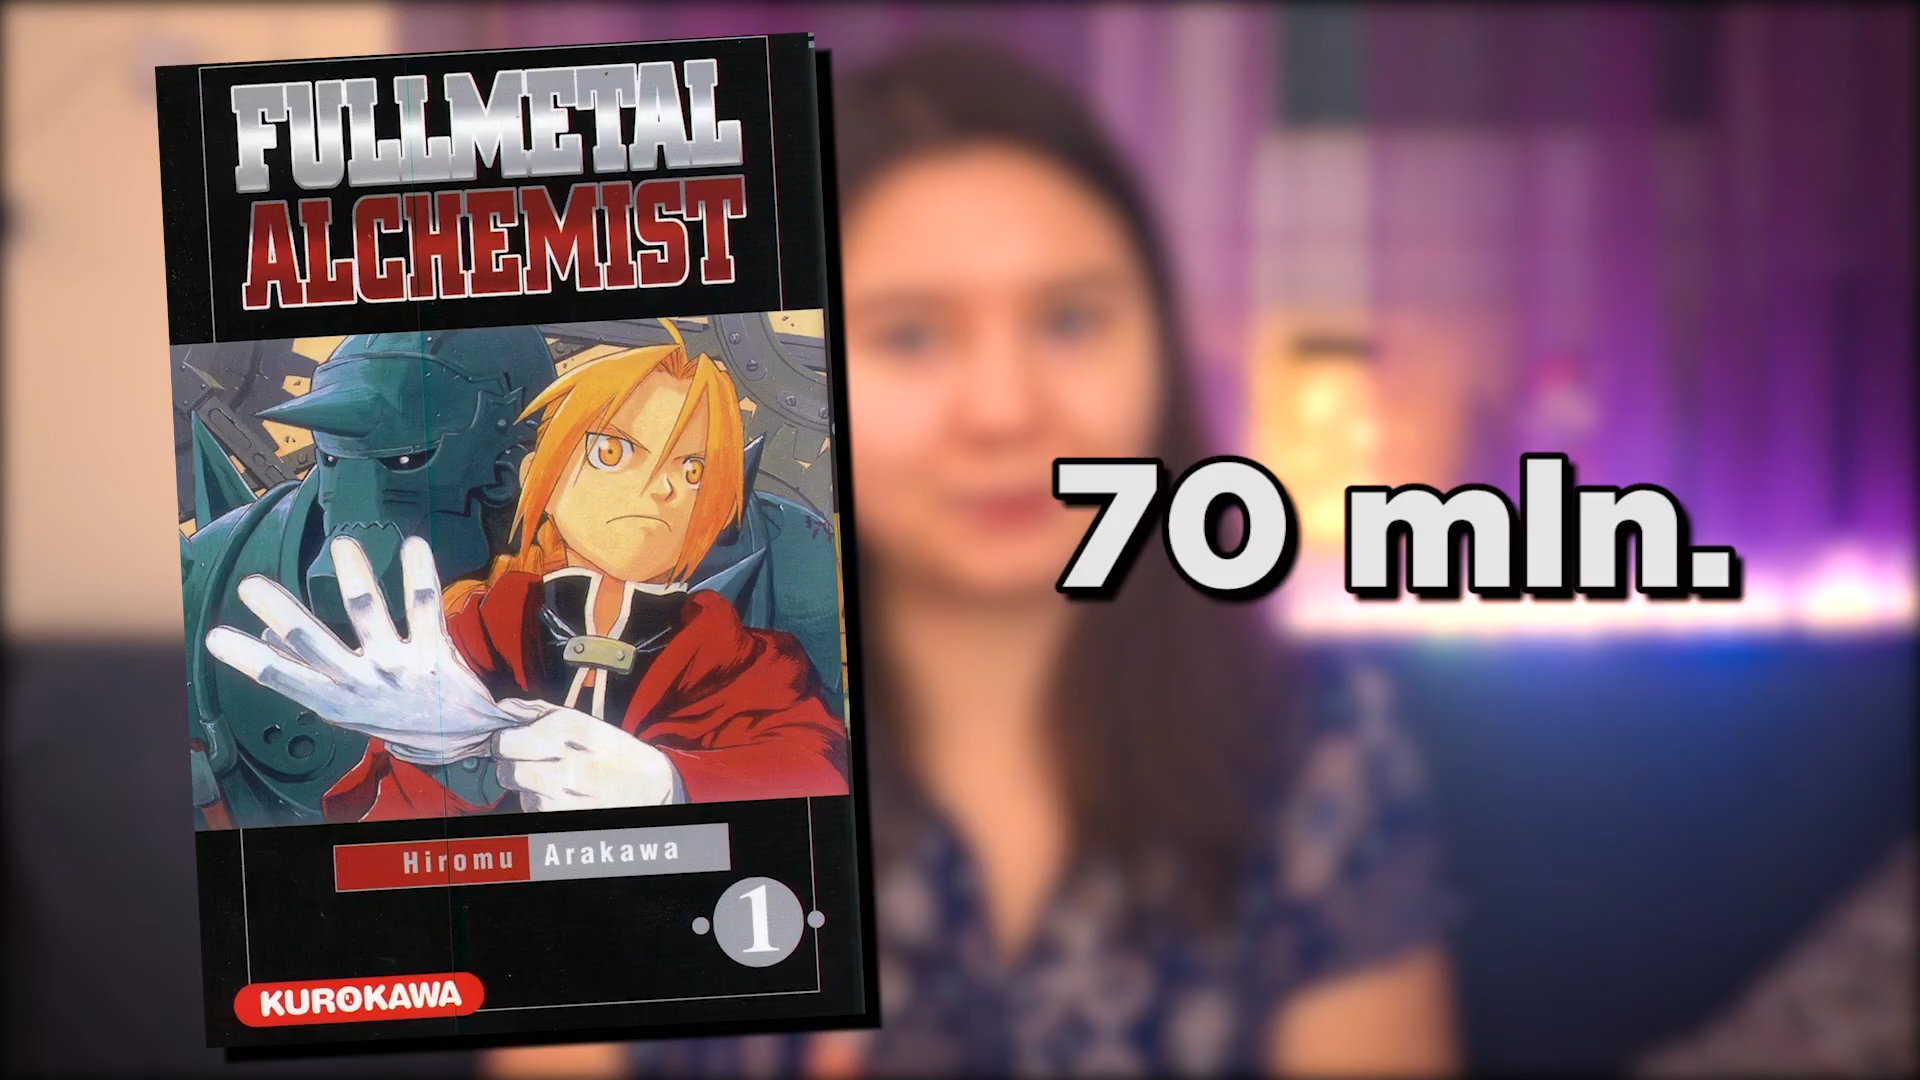 FULLMETAL
ALCHEMIST
70 mln.
Hiromu Arakawa
1
KUROKAWA